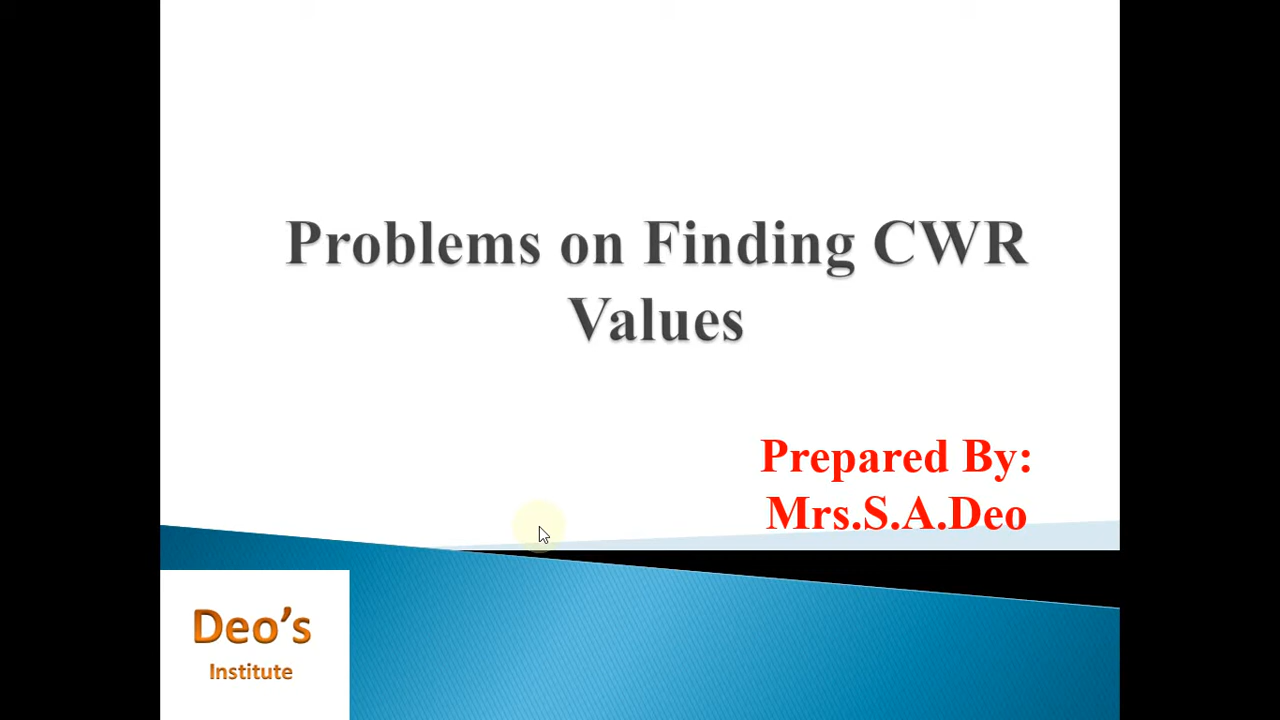 Problems on Finding CWR
Values
Prepared By:
Mrs.S.A.Deo
Deo’s
Institute